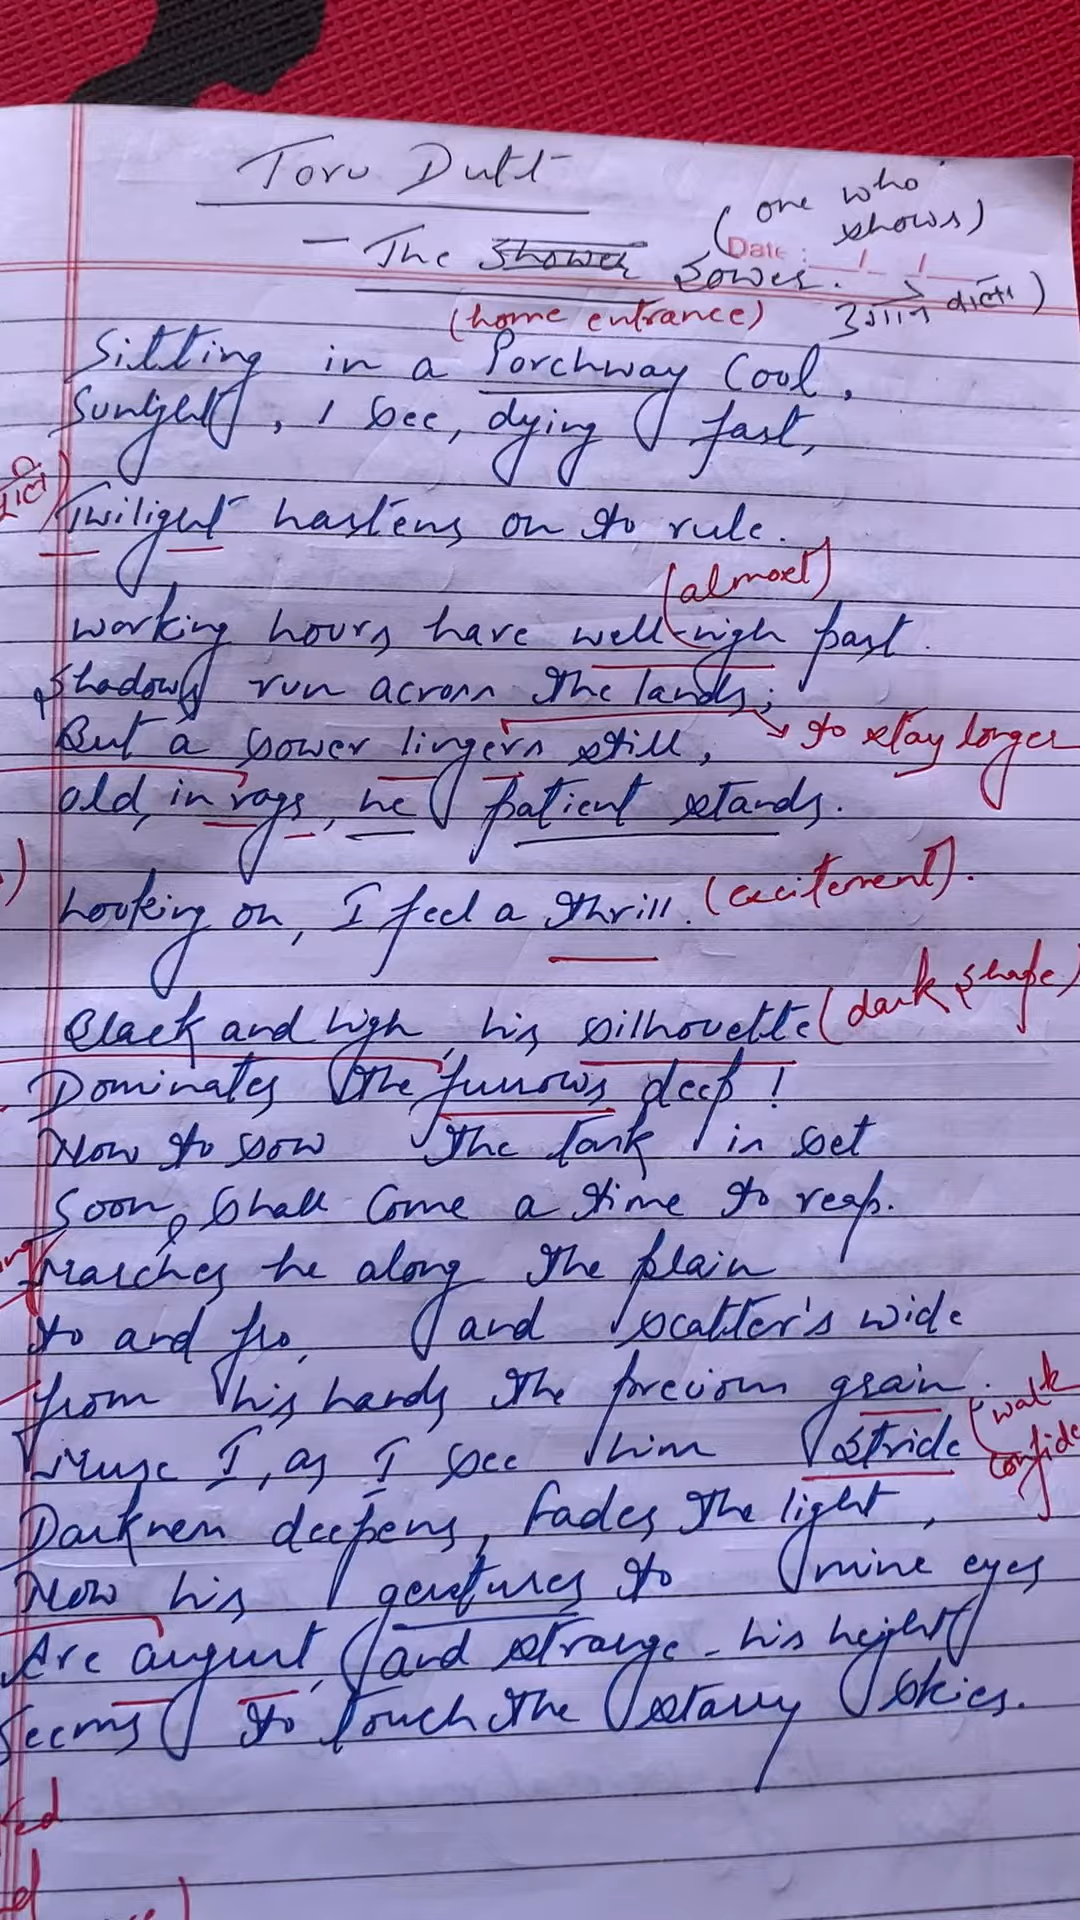 Toru Dutt
(one who shows)
- The Shower Sower.
Date :
(home entrance)
Sitting in a Porchway Cool,
Sunlight, I see, dying fast,
Twilight hastens on to rule.
(almost)
Working hours have well-nigh past.
Shadows run across the lands;
But a sower lingers still, → to stay longer
Old, in rags, he patient stands.
Looking on, I feel a thrill. (excitement).
Black and high, his silhouette (dark shape)
Dominates the furrows deep!
Now to sow the task is set
Soon, shall come a time to reap.
Marches he along the plain
to and fro, and scatter's wide
from his hands the precious grain.
Muse I, as I see him stride (walk
Darkness deepens, fades the light,
Now his gestures to mine eyes
Are august, and strange - his height
Seems to touch the starry skies.